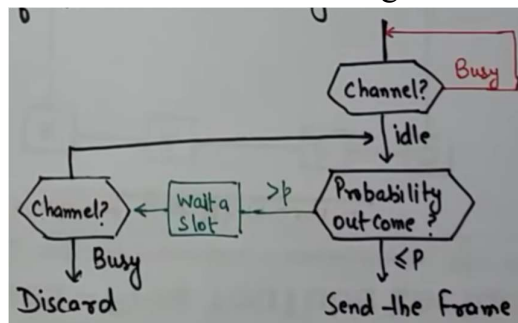 Busy
Channel?
idle
Probability
outcome?
>p
wait a
slot
Channel?
Busy
≤P
Discard
Send the Frame